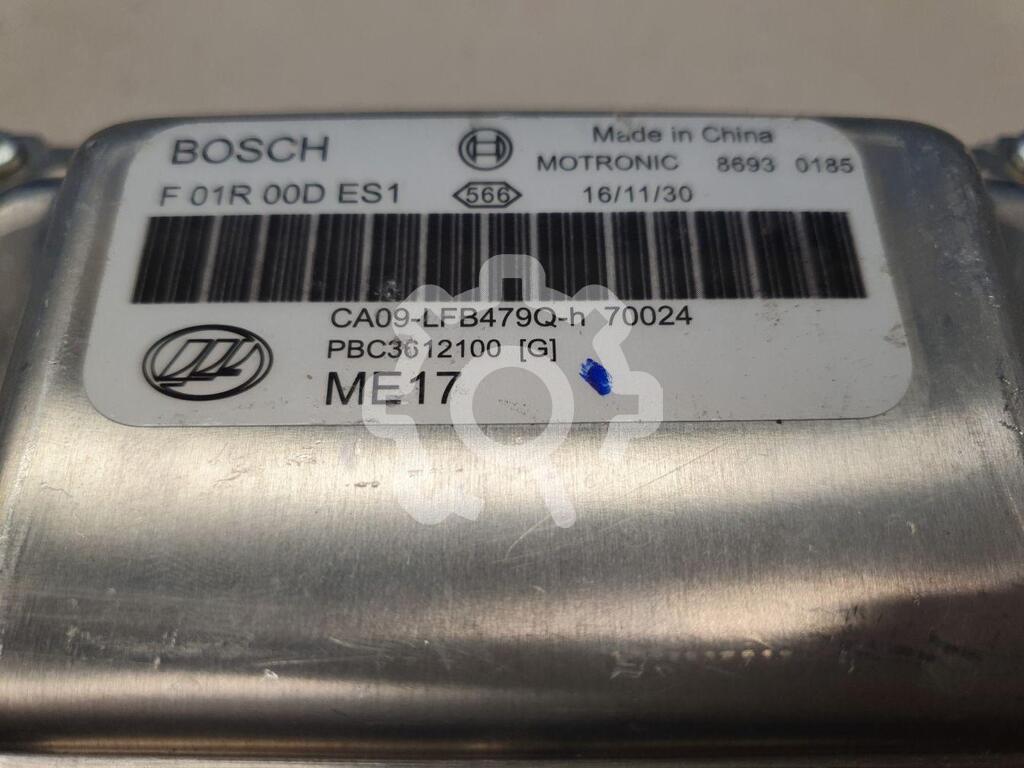 BOSCH Made in China
MOTRONIC 8693 0185
F 01R 00D ES1 566 16/11/30
CA09-LFB479Q-h 70024
PBC3612100 [G]
ME17